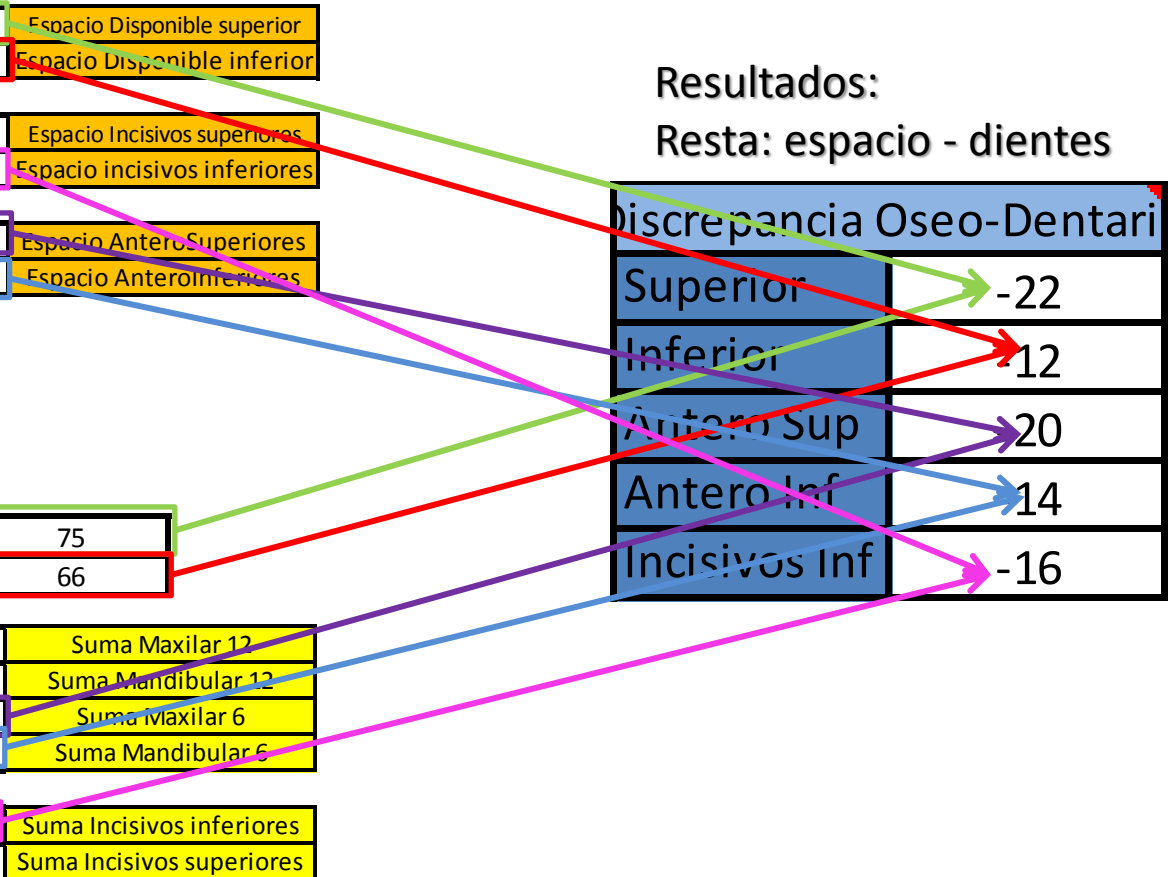 Espacio Disponible superior
Espacio Disponible inferior
Espacio Incisivos superiores
Espacio incisivos inferiores
Espacio AnteroSuperiores
Espacio Anteroinferiores
75
66
Suma Maxilar 12
Suma Mandibular 12
Suma Maxilar 6
Suma Mandibular 6
Suma Incisivos inferiores
Suma Incisivos superiores
Resultados:
Resta: espacio - dientes
Discrepancia Oseo-Dentari
Superior -22
Inferior -12
Antero Sup -20
Antero Inf -14
Incisivos Inf -16